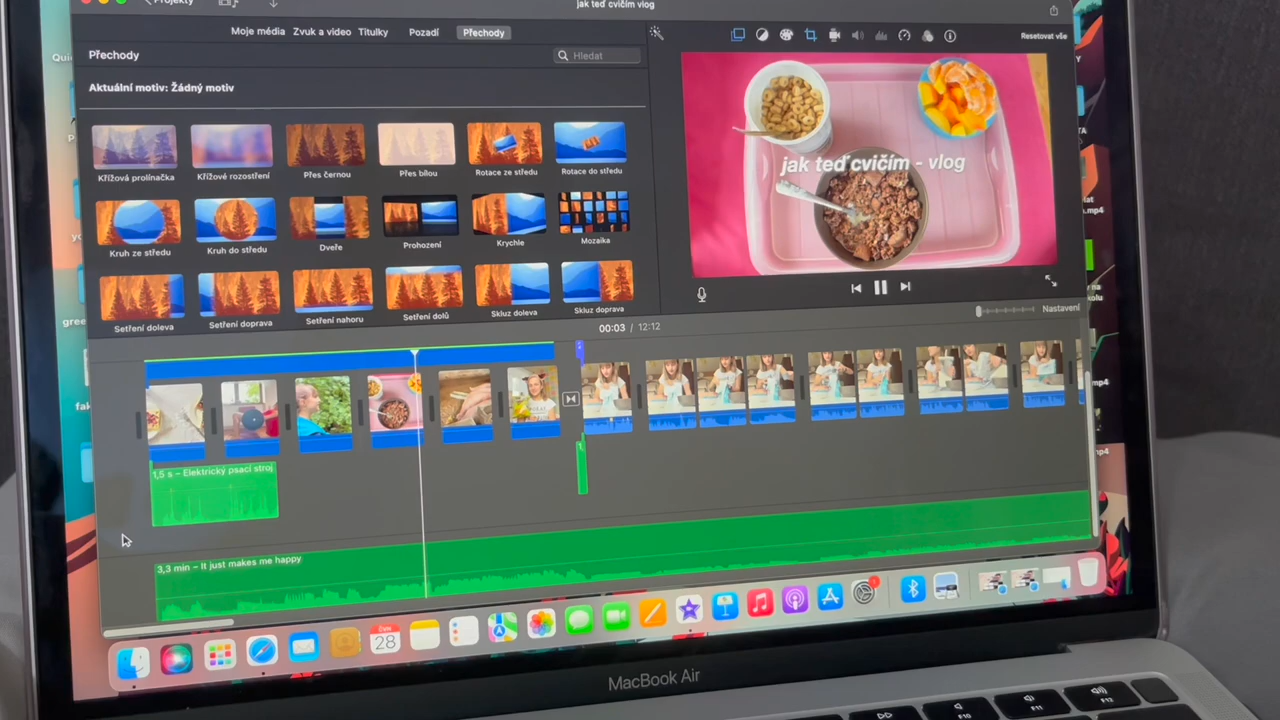 Projekty
jak teď cvičím vlog
Moje média Zvuk a video Titulky Pozadí Přechody
Resetovat vše
Přechody
Hledat
Aktuální motiv: Žádný motiv
Křížová prolínačka Křížové rozostření Přes černou Přes bílou Rotace ze středu Rotace do středu
Kruh ze středu Kruh do středu Dveře Prohození Krychle Mozaika
Setření doleva Setření doprava Setření nahoru Setření dolů Skluz doleva Skluz doprava
jak teď cvičím - vlog
00:03 / 12:12
Nastavení
1,5 s – Elektrický psací stroj
3,3 min – It just makes me happy
28
MacBook Air
F10
F11
F12